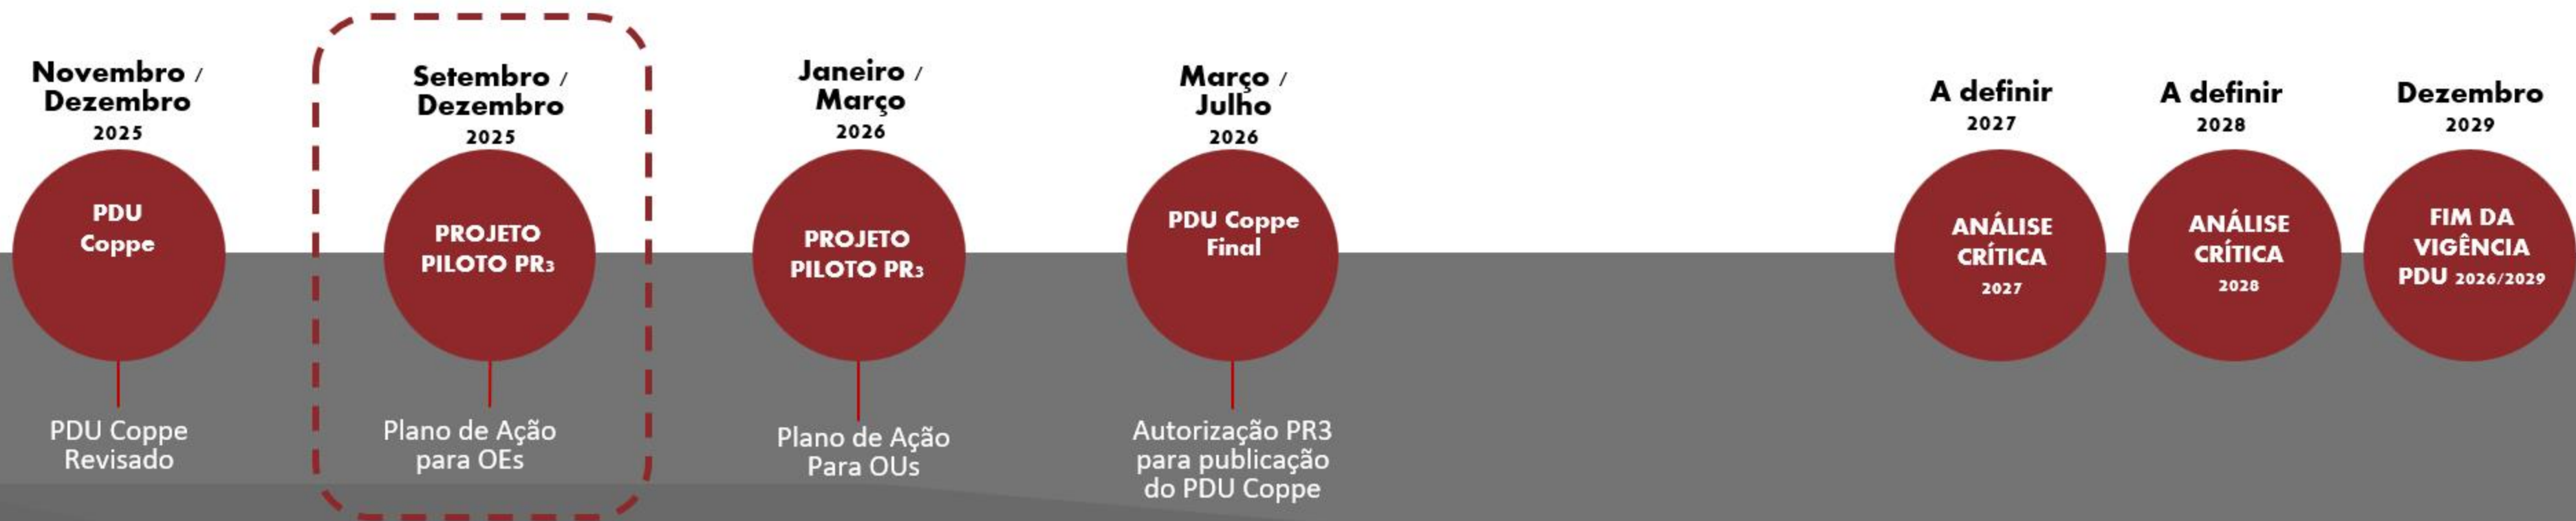 Novembro /
Dezembro
2025
PDU
Coppe
PDU Coppe
Revisado
Setembro /
Dezembro
2025
PROJETO
PILOTO PR3
Plano de Ação
para OEs
Janeiro /
Março
2026
PROJETO
PILOTO PR3
Plano de Ação
Para OUs
Março /
Julho
2026
PDU Coppe
Final
Autorização PR3
para publicação
do PDU Coppe
A definir
2027
ANÁLISE
CRÍTICA
2027
A definir
2028
ANÁLISE
CRÍTICA
2028
Dezembro
2029
FIM DA
VIGÊNCIA
PDU 2026/2029